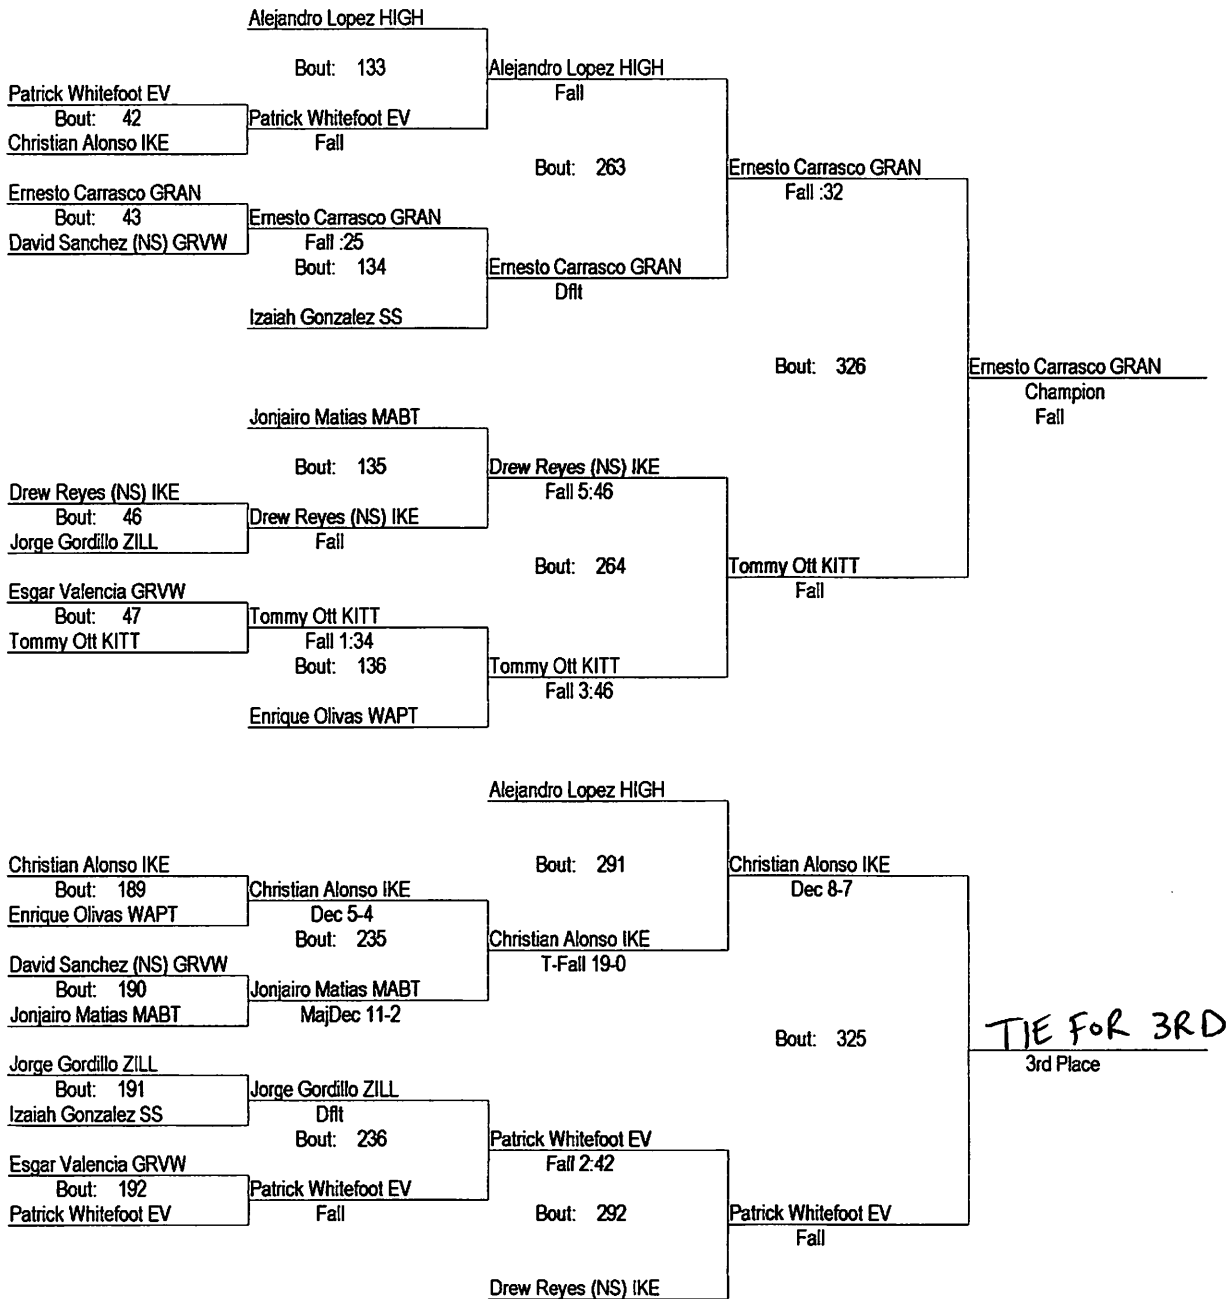 Alejandro Lopez HIGH
Bout: 133
Alejandro Lopez HIGH
Fall
Patrick Whitefoot EV
Bout: 42
Patrick Whitefoot EV
Christian Alonso IKE
Fall
Bout: 263
Ernesto Carrasco GRAN
Fall :32
Ernesto Carrasco GRAN
Bout: 43
Ernesto Carrasco GRAN
David Sanchez (NS) GRVW
Fall :25
Bout: 134
Ernesto Carrasco GRAN
Dflt
Izaiah Gonzalez SS
Bout: 326
Ernesto Carrasco GRAN
Champion
Fall
Jonjairo Matias MABT
Bout: 135
Drew Reyes (NS) IKE
Fall 5:46
Drew Reyes (NS) IKE
Bout: 46
Drew Reyes (NS) IKE
Jorge Gordillo ZILL
Fall
Bout: 264
Tommy Ott KITT
Fall
Esgar Valencia GRVW
Bout: 47
Tommy Ott KITT
Tommy Ott KITT
Fall 1:34
Bout: 136
Tommy Ott KITT
Fall 3:46
Enrique Olivas WAPT
Alejandro Lopez HIGH
Bout: 291
Christian Alonso IKE
Dec 8-7
Christian Alonso IKE
Bout: 189
Christian Alonso IKE
Enrique Olivas WAPT
Dec 5-4
Bout: 235
Christian Alonso IKE
T-Fall 19-0
David Sanchez (NS) GRVW
Bout: 190
Jonjairo Matias MABT
Jonjairo Matias MABT
MajDec 11-2
Bout: 325
TIE FOR 3RD
3rd Place
Jorge Gordillo ZILL
Bout: 191
Jorge Gordillo ZILL
Izaiah Gonzalez SS
Dflt
Bout: 236
Patrick Whitefoot EV
Fall 2:42
Esgar Valencia GRVW
Bout: 192
Patrick Whitefoot EV
Patrick Whitefoot EV
Fall
Bout: 292
Patrick Whitefoot EV
Fall
Drew Reyes (NS) IKE